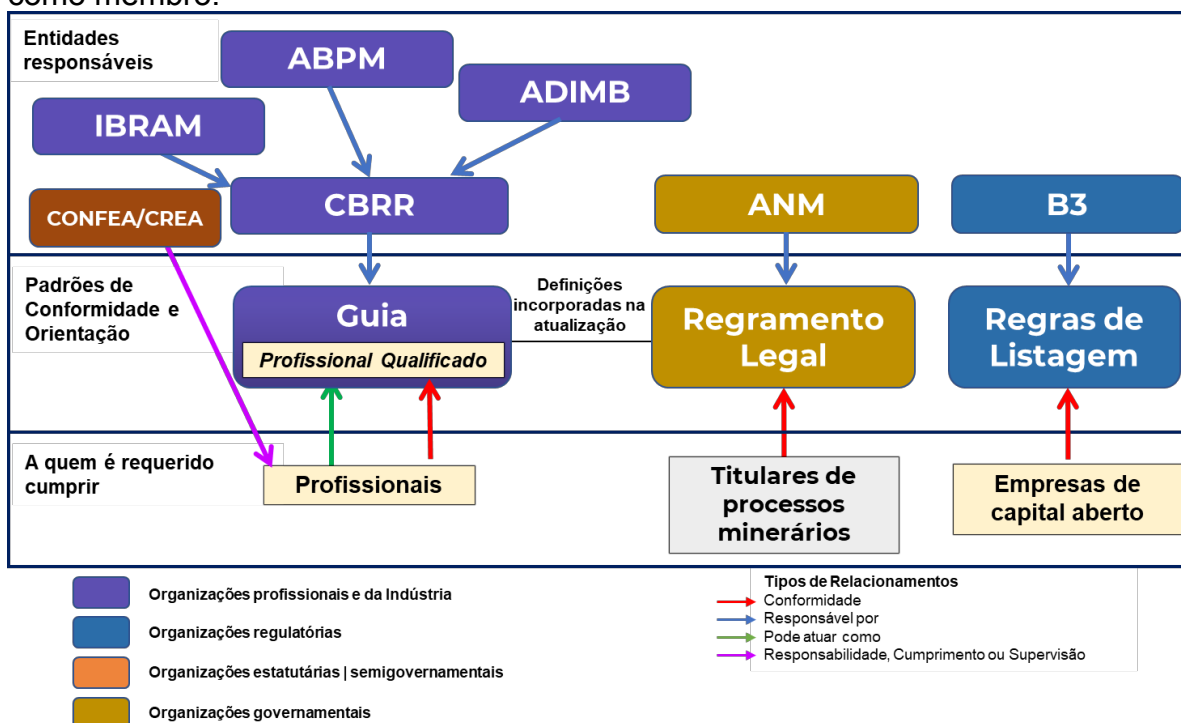 como membro.
Entidades
responsáveis
ABPM
ADIMB
IBRAM
CONFEA/CREA
CBRR
ANM
B3
Padrões de
Conformidade e
Orientação
Guia
Profissional Qualificado
Definições
incorporadas na
atualização
Regramento
Legal
Regras de
Listagem
A quem é requerido
cumprir
Profissionais
Titulares de
processos
minerários
Empresas de
capital aberto
Organizações profissionais e da Indústria
Organizações regulatórias
Organizações estatutárias | semigovernamentais
Organizações governamentais
Tipos de Relacionamentos
Conformidade
Responsável por
Pode atuar como
Responsabilidade, Cumprimento ou Supervisão